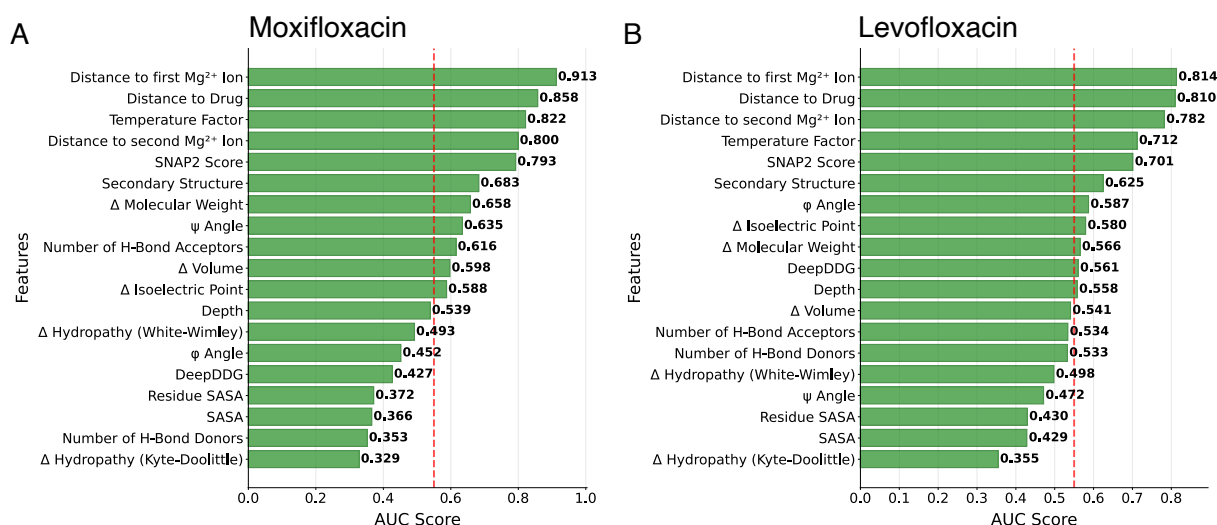 A
Moxifloxacin
Features
Distance to first Mg²⁺ Ion 0.913
Distance to Drug 0.858
Temperature Factor 0.822
Distance to second Mg²⁺ Ion 0.800
SNAP2 Score 0.793
Secondary Structure 0.683
Δ Molecular Weight 0.658
ψ Angle 0.635
Number of H-Bond Acceptors 0.616
Δ Volume 0.598
Δ Isoelectric Point 0.588
Depth 0.539
Δ Hydropathy (White-Wimley) 0.493
φ Angle 0.452
DeepDDG 0.427
Residue SASA 0.372
SASA 0.366
Number of H-Bond Donors 0.353
Δ Hydropathy (Kyte-Doolittle) 0.329
0.0 0.2 0.4 0.6 0.8 1.0
AUC Score
B
Levofloxacin
Features
Distance to first Mg²⁺ Ion 0.814
Distance to Drug 0.810
Distance to second Mg²⁺ Ion 0.782
Temperature Factor 0.712
SNAP2 Score 0.701
Secondary Structure 0.625
φ Angle 0.587
Δ Isoelectric Point 0.580
Δ Molecular Weight 0.566
DeepDDG 0.561
Depth 0.558
Δ Volume 0.541
Number of H-Bond Acceptors 0.534
Number of H-Bond Donors 0.533
Δ Hydropathy (White-Wimley) 0.498
ψ Angle 0.472
Residue SASA 0.430
SASA 0.429
Δ Hydropathy (Kyte-Doolittle) 0.355
0.0 0.1 0.2 0.3 0.4 0.5 0.6 0.7 0.8
AUC Score